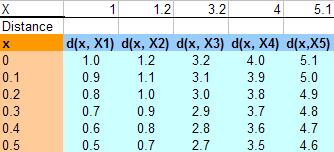 X 1 1.2 3.2 4 5.1
Distance
x d(x, X1) d(x, X2) d(x, X3) d(x, X4) d(x,X5)
0 1.0 1.2 3.2 4.0 5.1
0.1 0.9 1.1 3.1 3.9 5.0
0.2 0.8 1.0 3.0 3.8 4.9
0.3 0.7 0.9 2.9 3.7 4.8
0.4 0.6 0.8 2.8 3.6 4.7
0.5 0.5 0.7 2.7 3.5 4.6